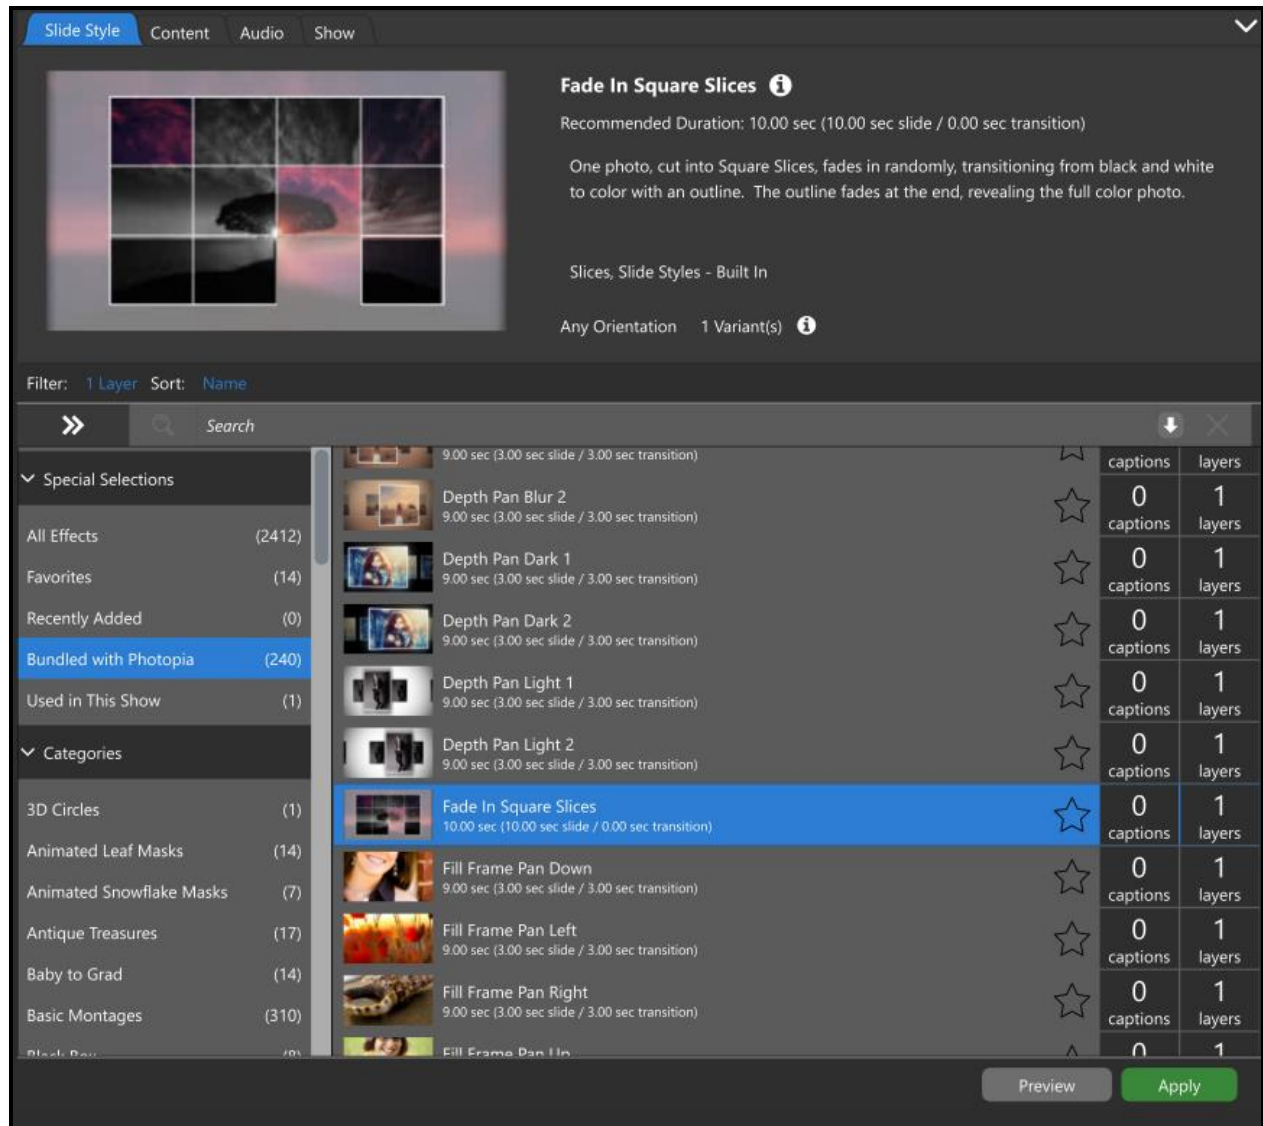 Slide Style
Content
Audio
Show
Fade In Square Slices
Recommended Duration: 10.00 sec (10.00 sec slide / 0.00 sec transition)
One photo, cut into Square Slices, fades in randomly, transitioning from black and white
to color with an outline. The outline fades at the end, revealing the full color photo.
Slices, Slide Styles - Built In
Any Orientation 1 Variant(s)
Filter: 1 Layer Sort: Name
Search
Special Selections
All Effects (2412)
Favorites (14)
Recently Added (0)
Bundled with Photopia (240)
Used in This Show (1)
Categories
3D Circles (1)
Animated Leaf Masks (14)
Animated Snowflake Masks (7)
Antique Treasures (17)
Baby to Grad (14)
Basic Montages (310)
9.00 sec (3.00 sec slide / 3.00 sec transition)
captions layers
Depth Pan Blur 2
9.00 sec (3.00 sec slide / 3.00 sec transition)
0 1
captions layers
Depth Pan Dark 1
9.00 sec (3.00 sec slide / 3.00 sec transition)
0 1
captions layers
Depth Pan Dark 2
9.00 sec (3.00 sec slide / 3.00 sec transition)
0 1
captions layers
Depth Pan Light 1
9.00 sec (3.00 sec slide / 3.00 sec transition)
0 1
captions layers
Depth Pan Light 2
9.00 sec (3.00 sec slide / 3.00 sec transition)
0 1
captions layers
Fade In Square Slices
10.00 sec (10.00 sec slide / 0.00 sec transition)
0 1
captions layers
Fill Frame Pan Down
9.00 sec (3.00 sec slide / 3.00 sec transition)
0 1
captions layers
Fill Frame Pan Left
9.00 sec (3.00 sec slide / 3.00 sec transition)
0 1
captions layers
Fill Frame Pan Right
9.00 sec (3.00 sec slide / 3.00 sec transition)
0 1
captions layers
Fill Frame Pan Up
0 1
Preview
Apply